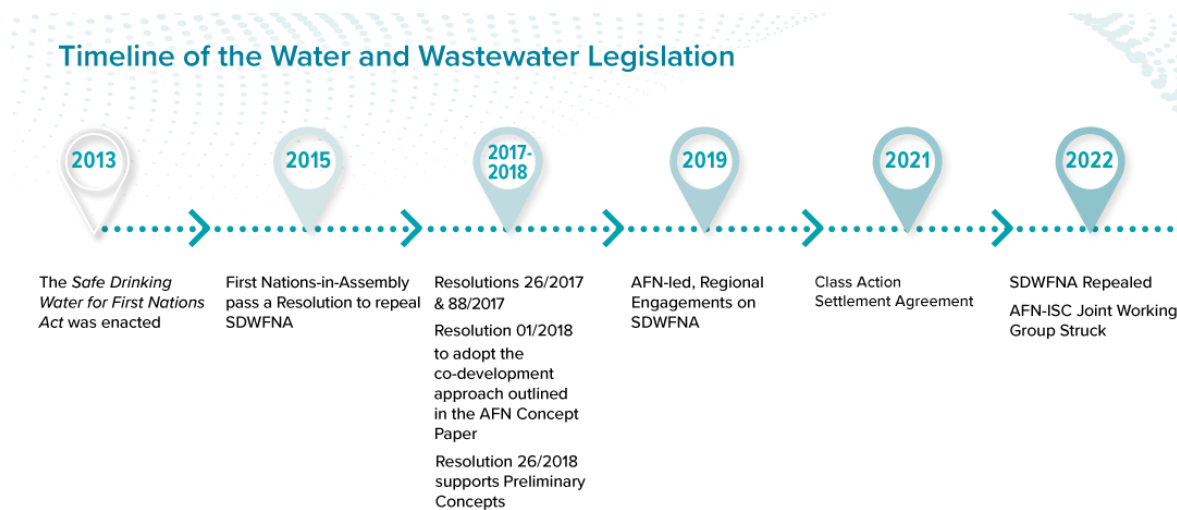 Timeline of the Water and Wastewater Legislation
2013
2015
2017-
2018
2019
2021
2022
The Safe Drinking
Water for First Nations
Act was enacted
First Nations-in-Assembly
pass a Resolution to repeal
SDWFNA
Resolutions 26/2017
& 88/2017
Resolution 01/2018
to adopt the
co-development
approach outlined
in the AFN Concept
Paper
Resolution 26/2018
supports Preliminary
Concepts
AFN-led, Regional
Engagements on
SDWFNA
Class Action
Settlement Agreement
SDWFNA Repealed
AFN-ISC Joint Working
Group Struck